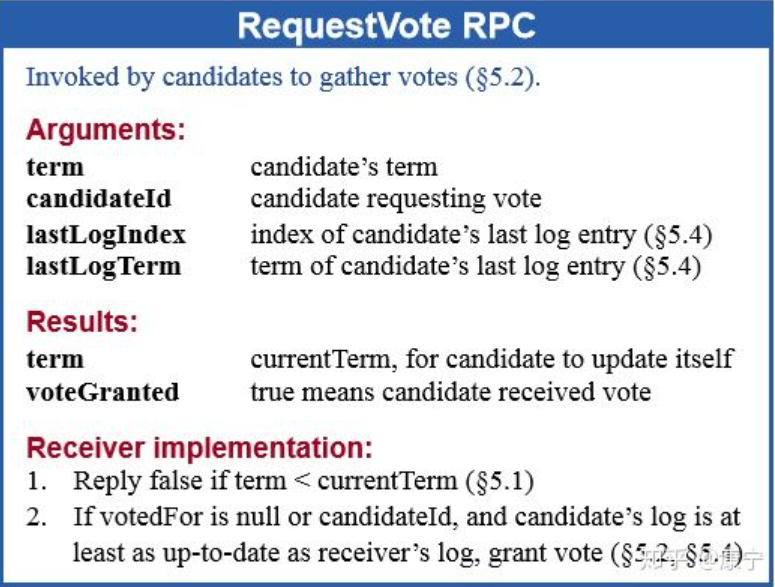 RequestVote RPC
Invoked by candidates to gather votes (§5.2).
Arguments:
term candidate's term
candidateId candidate requesting vote
lastLogIndex index of candidate's last log entry (§5.4)
lastLogTerm term of candidate's last log entry (§5.4)
Results:
term currentTerm, for candidate to update itself
voteGranted true means candidate received vote
Receiver implementation:
1. Reply false if term < currentTerm (§5.1)
2. If votedFor is null or candidateId, and candidate's log is at
least as up-to-date as receiver's log, grant vote (§5.2, §5.4)
知乎 @康宁